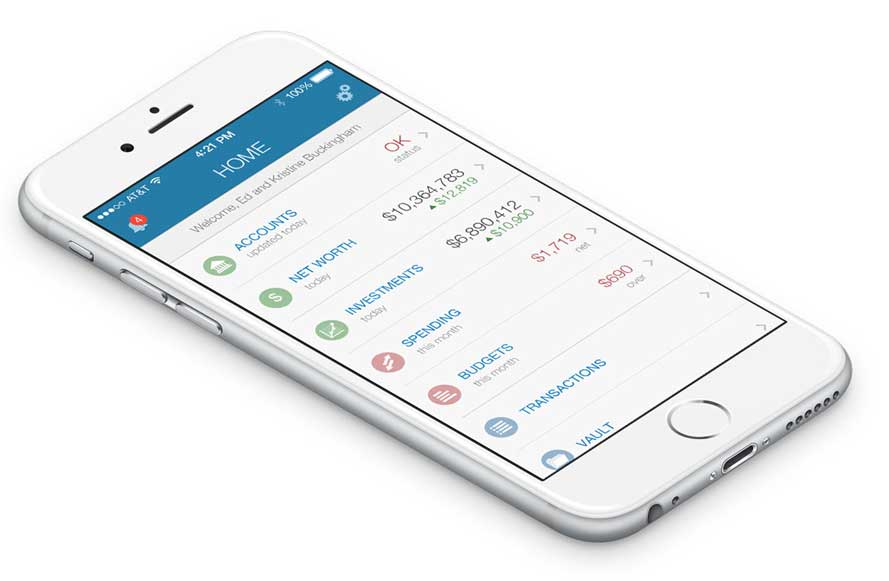 ●●●○○ AT&T 4:21 PM 100%
4
HOME
Welcome, Ed and Kristine Buckingham
ACCOUNTS
updated today
OK
status
NET WORTH
today
$10,364,783
▲$12,819
INVESTMENTS
today
$6,890,412
▲$10,900
SPENDING
this month
$1,719
net
BUDGETS
this month
$690
over
TRANSACTIONS
VAULT
$